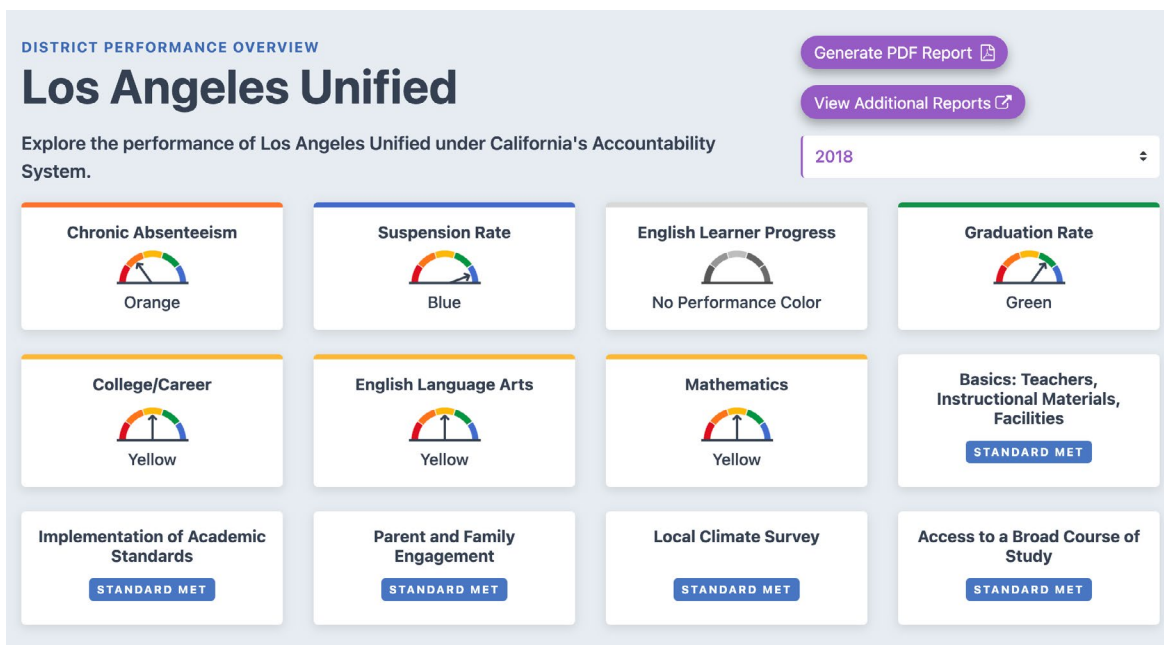 DISTRICT PERFORMANCE OVERVIEW
Los Angeles Unified
Explore the performance of Los Angeles Unified under California's Accountability
System.
Generate PDF Report
View Additional Reports
2018
Chronic Absenteeism
Orange
Suspension Rate
Blue
English Learner Progress
No Performance Color
Graduation Rate
Green
College/Career
Yellow
English Language Arts
Yellow
Mathematics
Yellow
Basics: Teachers,
Instructional Materials,
Facilities
STANDARD MET
Implementation of Academic
Standards
STANDARD MET
Parent and Family
Engagement
STANDARD MET
Local Climate Survey
STANDARD MET
Access to a Broad Course of
Study
STANDARD MET